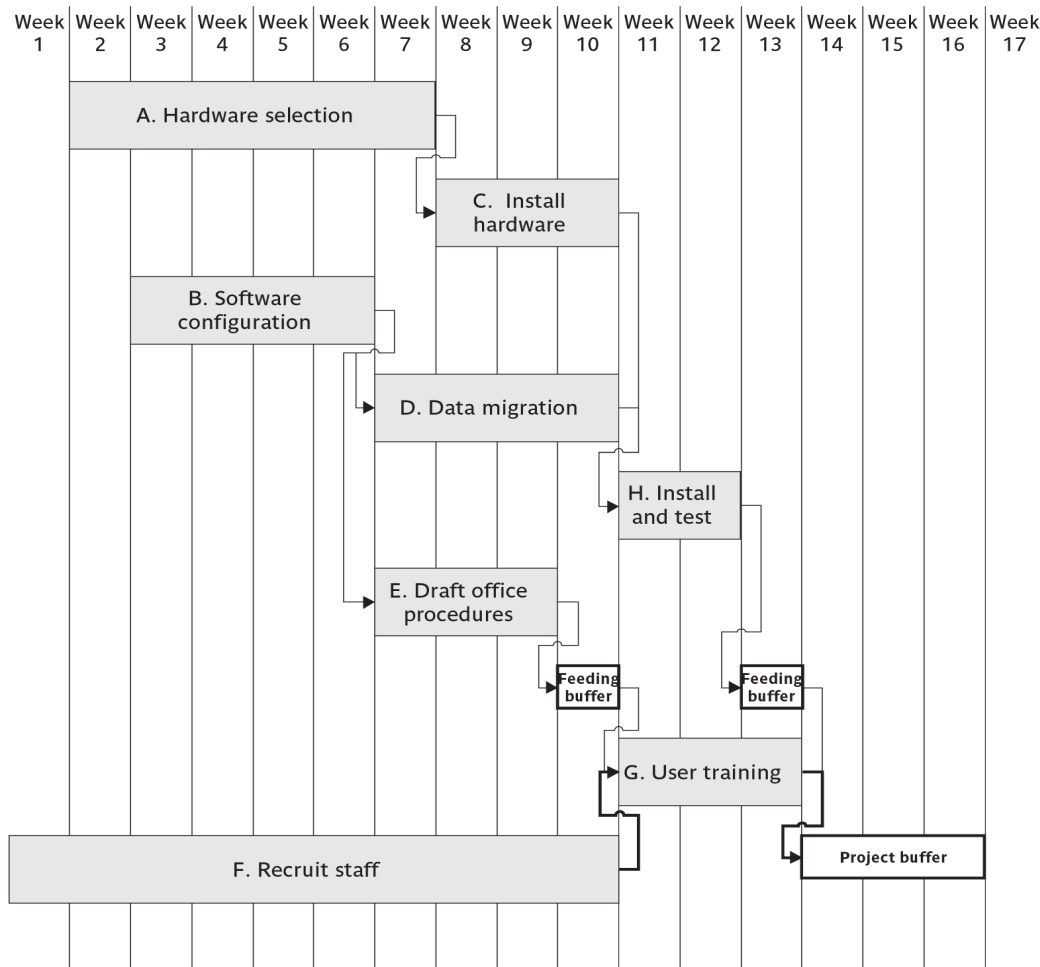 Week Week Week Week Week Week Week Week Week Week Week Week Week Week Week Week Week
1 2 3 4 5 6 7 8 9 10 11 12 13 14 15 16 17
A. Hardware selection
C. Install
hardware
B. Software
configuration
D. Data migration
H. Install
and test
E. Draft office
procedures
Feeding
buffer
Feeding
buffer
G. User training
Project buffer
F. Recruit staff